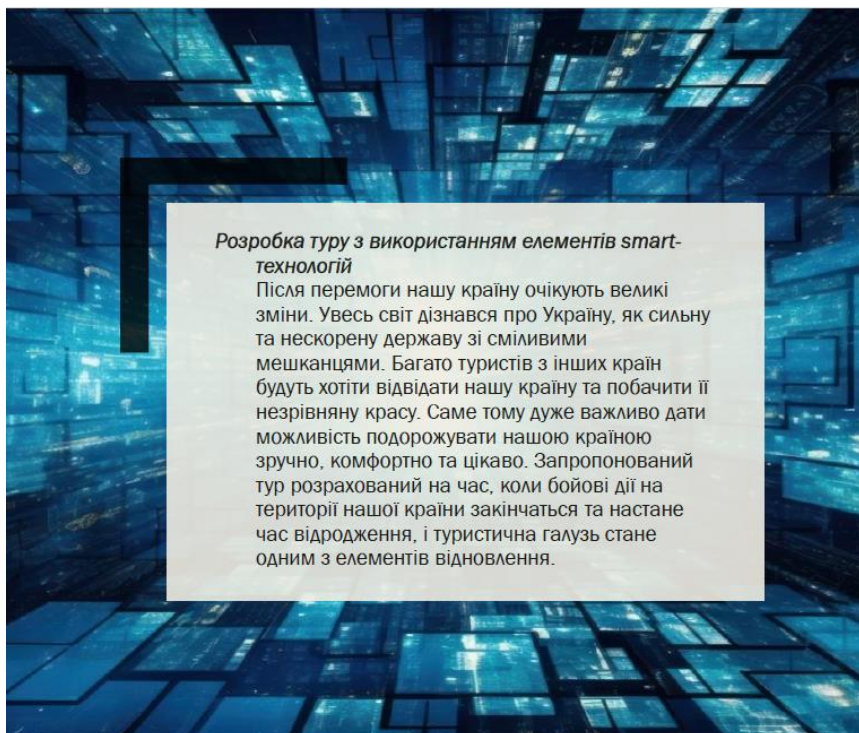 Розробка туру з використанням елементів smart-
технологій
Після перемоги нашу країну очікують великі
зміни. Увесь світ дізнався про Україну, як сильну
та нескорену державу зі сміливими
мешканцями. Багато туристів з інших країн
будуть хотіти відвідати нашу країну та побачити її
незрівняну красу. Саме тому дуже важливо дати
можливість подорожувати нашою країною
зручно, комфортно та цікаво. Запропонований
тур розрахований на час, коли бойові дії на
території нашої країни закінчаться та настане
час відродження, і туристична галузь стане
одним з елементів відновлення.